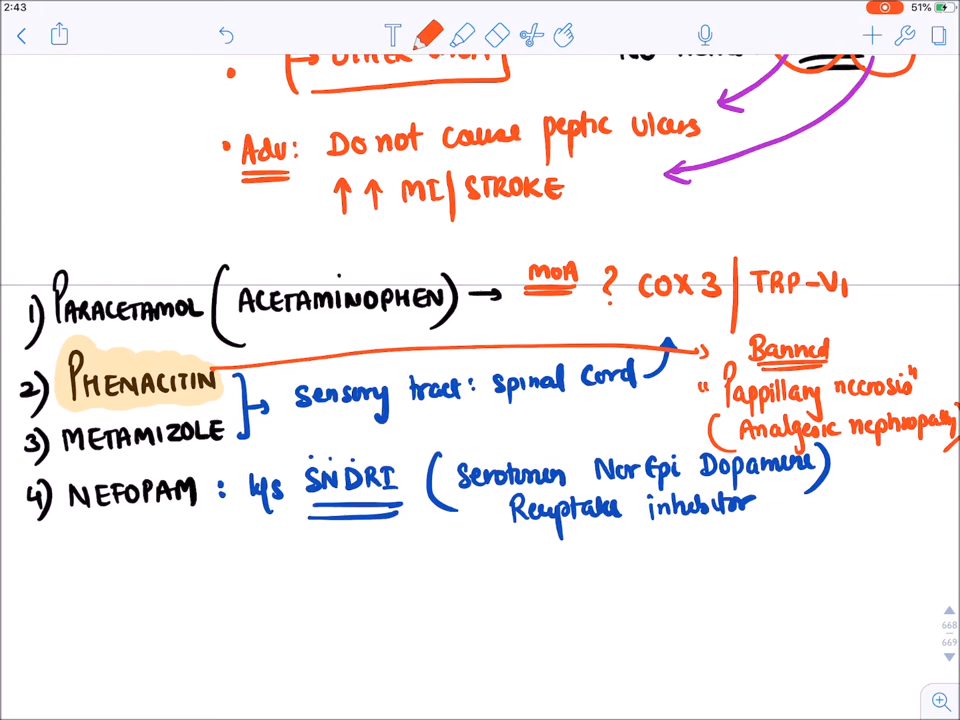 2:43
51%
T
• Adv: Do not cause peptic ulcers
↑ ↑ MI | STROKE
1) PARACETAMOL (ACETAMINOPHEN) → MOA ? COX 3 | TRP-V1
2) PHENACITIN
3) METAMIZOLE
→ Sensory tract: spinal cord
Banned
"Pappillary necrosis"
(Analgesic nephropathy)
4) NEFOPAM : k/s SNDRI (Serotonin NorEpi Dopamine)
Reuptake inhibitor
668
669